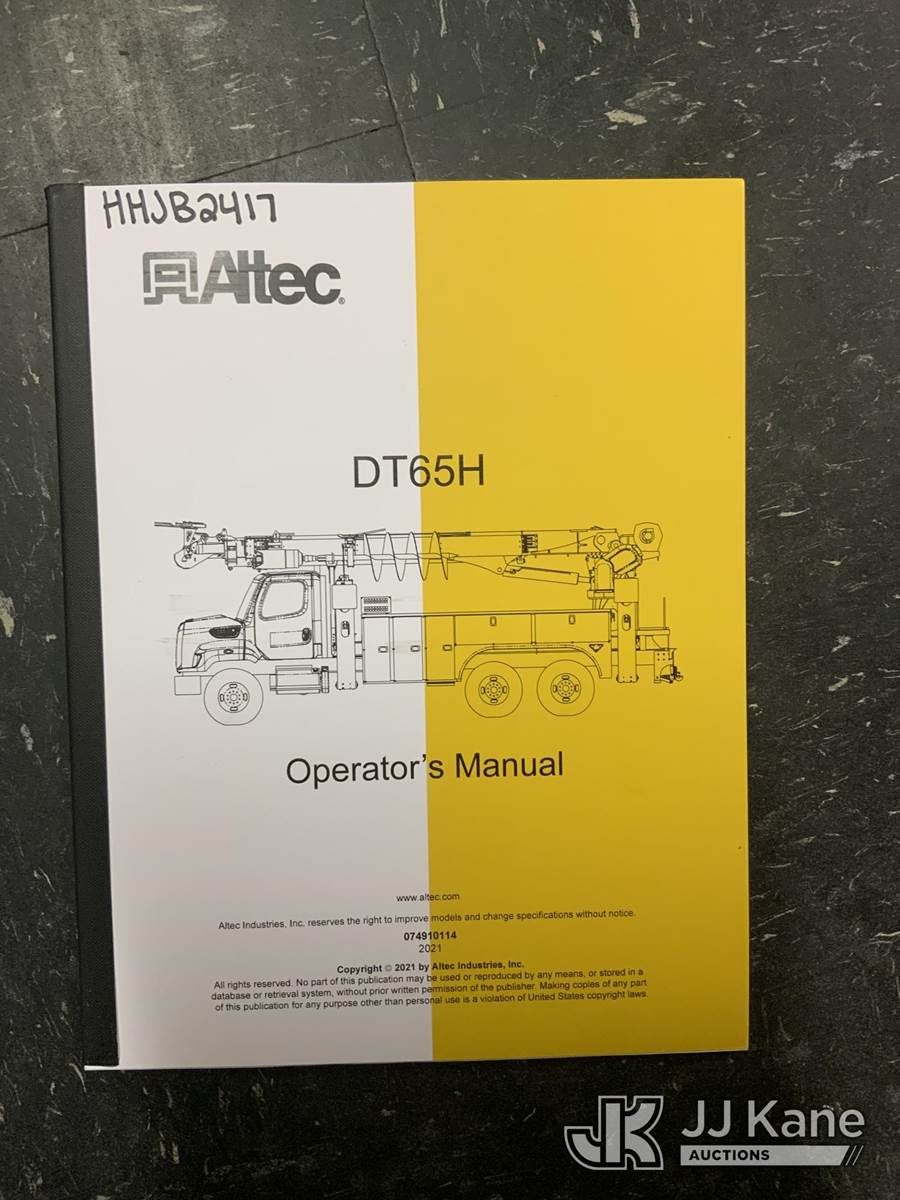 HHJB2417
Altec®
DT65H
Operator's Manual
www.altec.com
Altec Industries, Inc. reserves the right to improve models and change specifications without notice.
074910114
2021
Copyright © 2021 by Altec Industries, Inc.
All rights reserved. No part of this publication may be used or reproduced by any means, or stored in a
database or retrieval system, without prior written permission of the publisher. Making copies of any part
of this publication for any purpose other than personal use is a violation of United States copyright laws.
JK JJ Kane
AUCTIONS